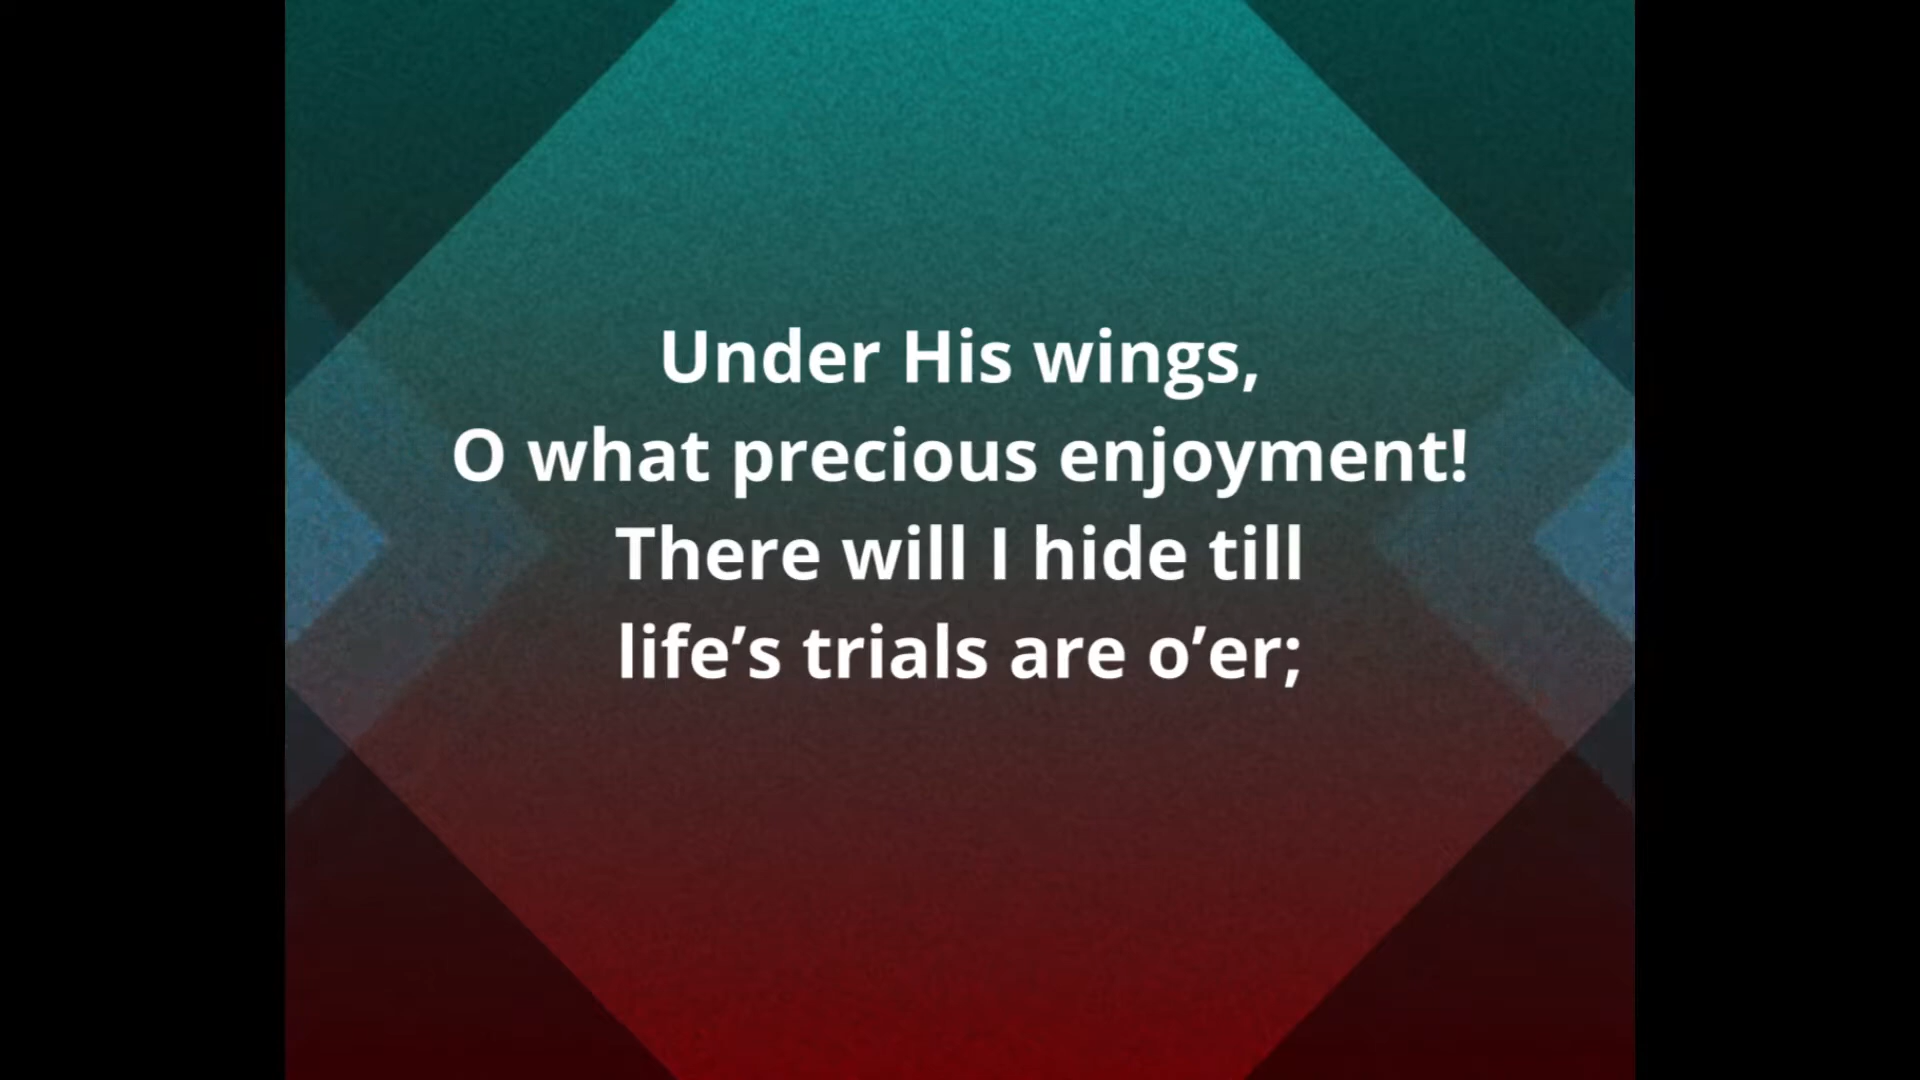 Under His wings,
O what precious enjoyment!
There will I hide till
life’s trials are o’er;